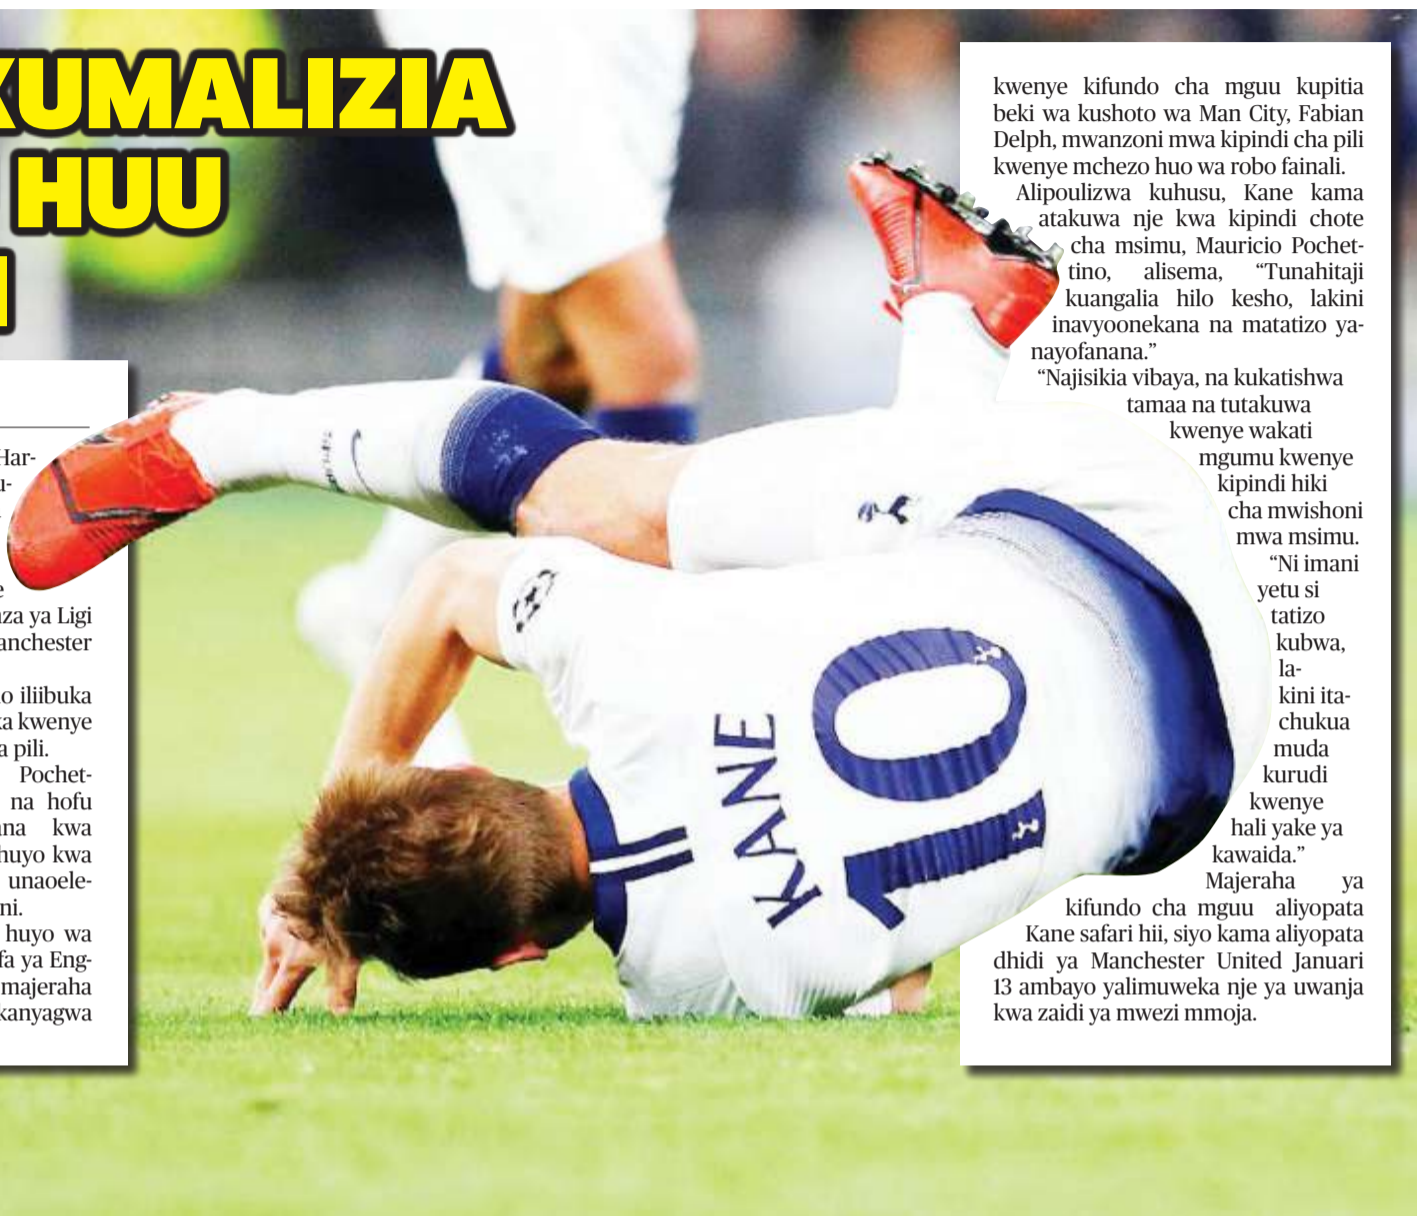 KUMALIZIA
HUU
Har-
u-
nza ya Ligi
anchester
o iliibuka
ka kwenye
a pili.
Pochet-
na hofu
ana kwa
huyo kwa
unaoele-
ni.
huyo wa
fa ya Eng-
majeraha
kanyagwa
KANE
10
kwenye kifundo cha mguu kupitia
beki wa kushoto wa Man City, Fabian
Delph, mwanzoni mwa kipindi cha pili
kwenye mchezo huo wa robo fainali.
Alipoulizwa kuhusu, Kane kama
atakuwa nje kwa kipindi chote
cha msimu, Mauricio Pochet-
tino, alisema, “Tunahitaji
kuangalia hilo kesho, lakini
inavyoonekana na matatizo ya-
nayofanana.”
“Najisikia vibaya, na kukatishwa
tamaa na tutakuwa
kwenye wakati
mgumu kwenye
kipindi hiki
cha mwishoni
mwa msimu.
“Ni imani
yetu si
tatizo
kubwa,
la-
kini ita-
chukua
muda
kurudi
kwenye
hali yake ya
kawaida.”
Majeraha ya
kifundo cha mguu aliyopata
Kane safari hii, siyo kama aliyopata
dhidi ya Manchester United Januari
13 ambayo yalimuweka nje ya uwanja
kwa zaidi ya mwezi mmoja.